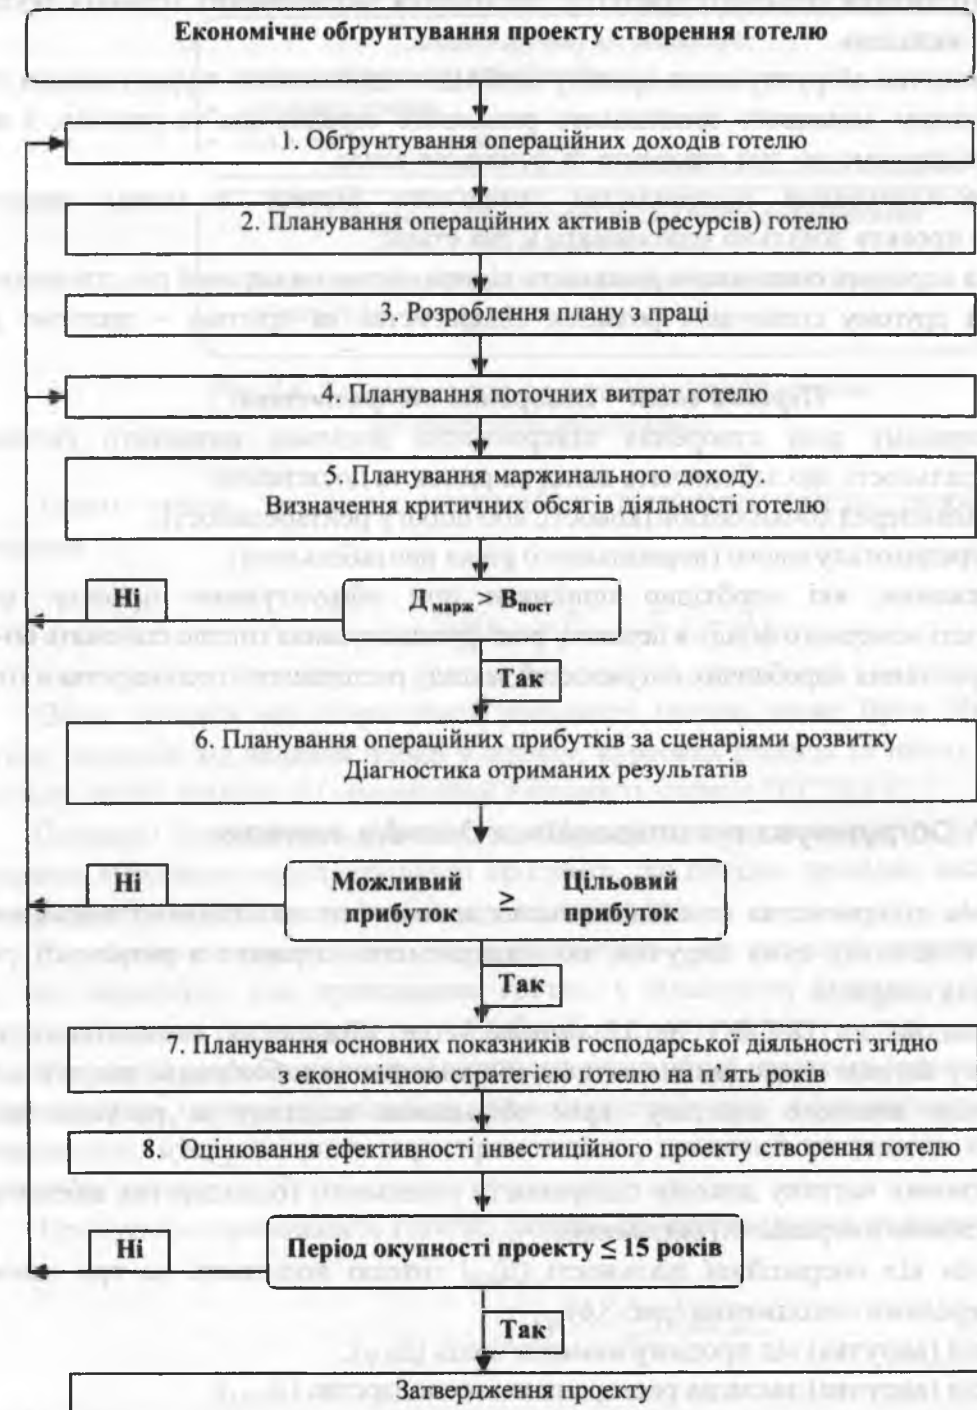 Економічне обґрунтування проекту створення готелю
1. Обґрунтування операційних доходів готелю
2. Планування операційних активів (ресурсів) готелю
3. Розроблення плану з праці
4. Планування поточних витрат готелю
5. Планування маржинального доходу.
Визначення критичних обсягів діяльності готелю
Ні
Д марж > В пост
Так
6. Планування операційних прибутків за сценаріями розвитку
Діагностика отриманих результатів
Ні
Можливий прибуток ≥ Цільовий прибуток
Так
7. Планування основних показників господарської діяльності згідно
з економічною стратегією готелю на п'ять років
8. Оцінювання ефективності інвестиційного проекту створення готелю
Ні
Період окупності проекту ≤ 15 років
Так
Затвердження проекту